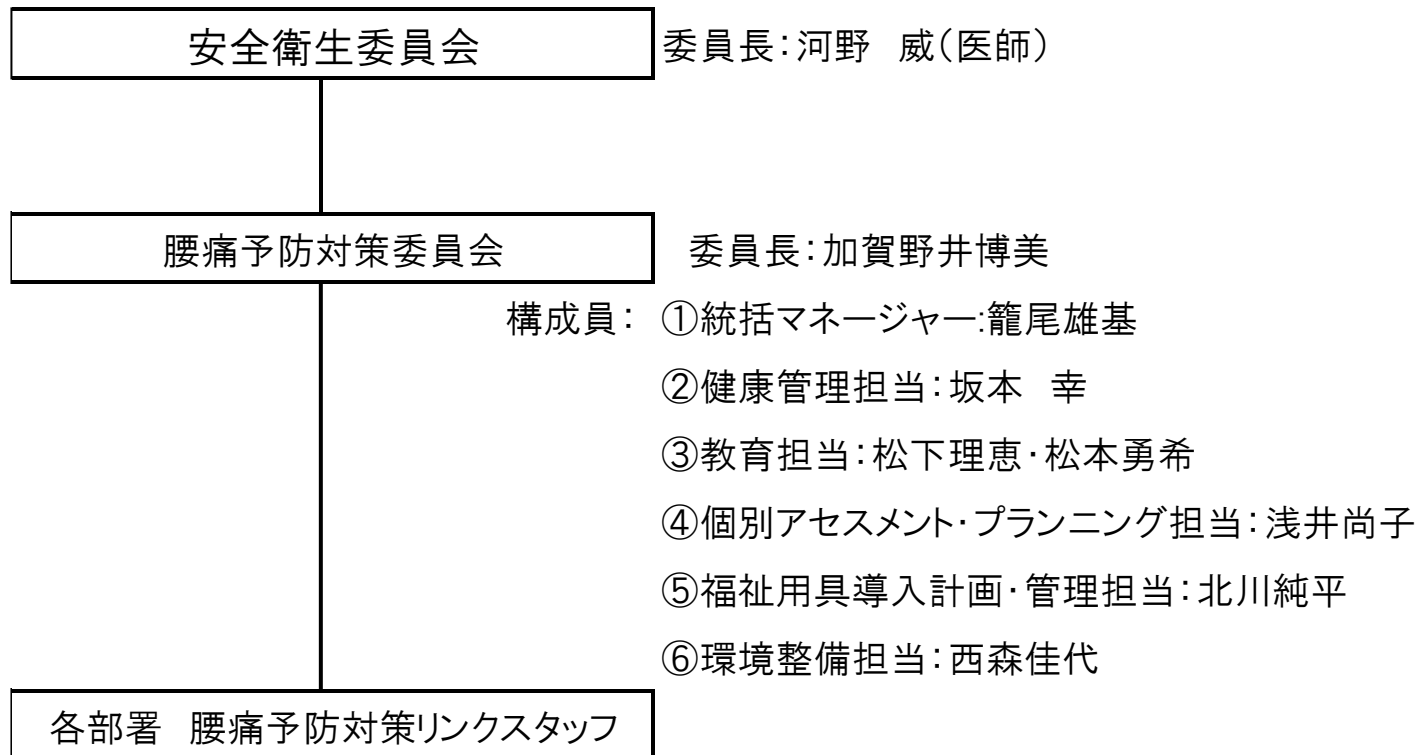 安全衛生委員会 委員長：河野　威（医師）
腰痛予防対策委員会 委員長：加賀野井博美
構成員： ①統括マネージャー:籠尾雄基
②健康管理担当：坂本　幸
③教育担当：松下理恵・松本勇希
④個別アセスメント・プランニング担当：浅井尚子
⑤福祉用具導入計画・管理担当：北川純平
⑥環境整備担当：西森佳代
各部署　腰痛予防対策リンクスタッフ